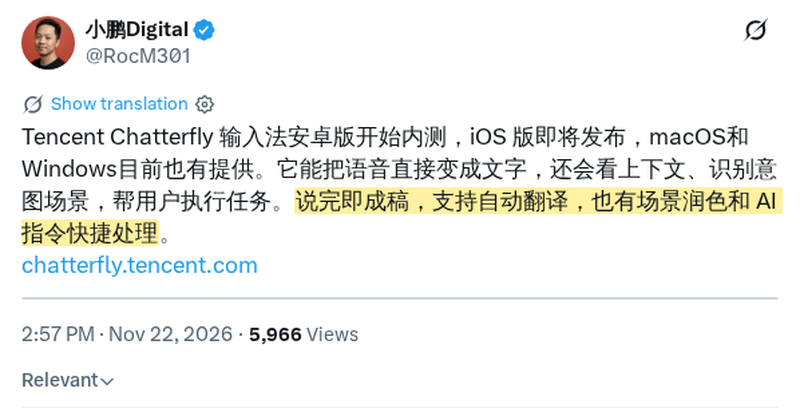 小鹏Digital
@RocM301
Show translation
Tencent Chatterfly 输入法安卓版开始内测，iOS 版即将发布，macOS和
Windows目前也有提供。它能把语音直接变成文字，还会看上下文、识别意
图场景，帮用户执行任务。说完即成稿，支持自动翻译，也有场景润色和 AI
指令快捷处理。
chatterfly.tencent.com
2:57 PM · Nov 22, 2026 · 5,966 Views
Relevant